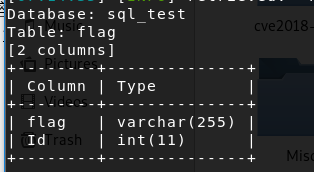 Database: sql_test
Table: flag
[2 columns]
+--------+--------------+
| Column | Type         |
+--------+--------------+
| flag   | varchar(255) |
| Id     | int(11)      |
+--------+--------------+
Music
Pictures
Videos
Trash
cve2018-
Misc